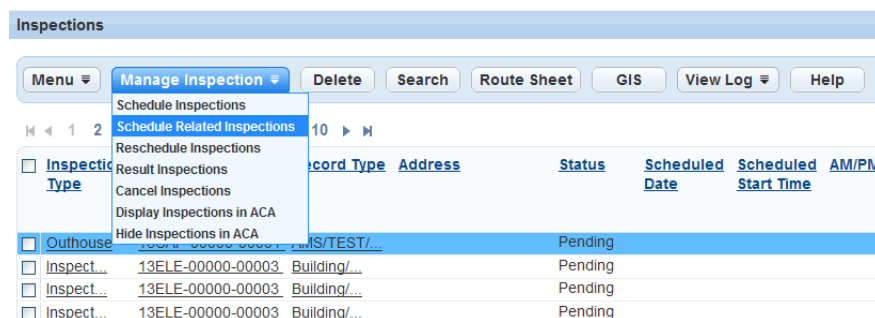 Inspections
Menu Manage Inspection Delete Search Route Sheet GIS View Log Help
Schedule Inspections
1 2 Schedule Related Inspections 10
Reschedule Inspections
Result Inspections
Cancel Inspections
Display Inspections in ACA
Hide Inspections in ACA
Type Record Type Address Status Scheduled Date Scheduled Start Time AM/PM
Outhouse AMS/TEST/... Pending
Inspect... 13ELE-00000-00003 Building/... Pending
Inspect... 13ELE-00000-00003 Building/... Pending
Inspect... 13ELE-00000-00003 Building/... Pending